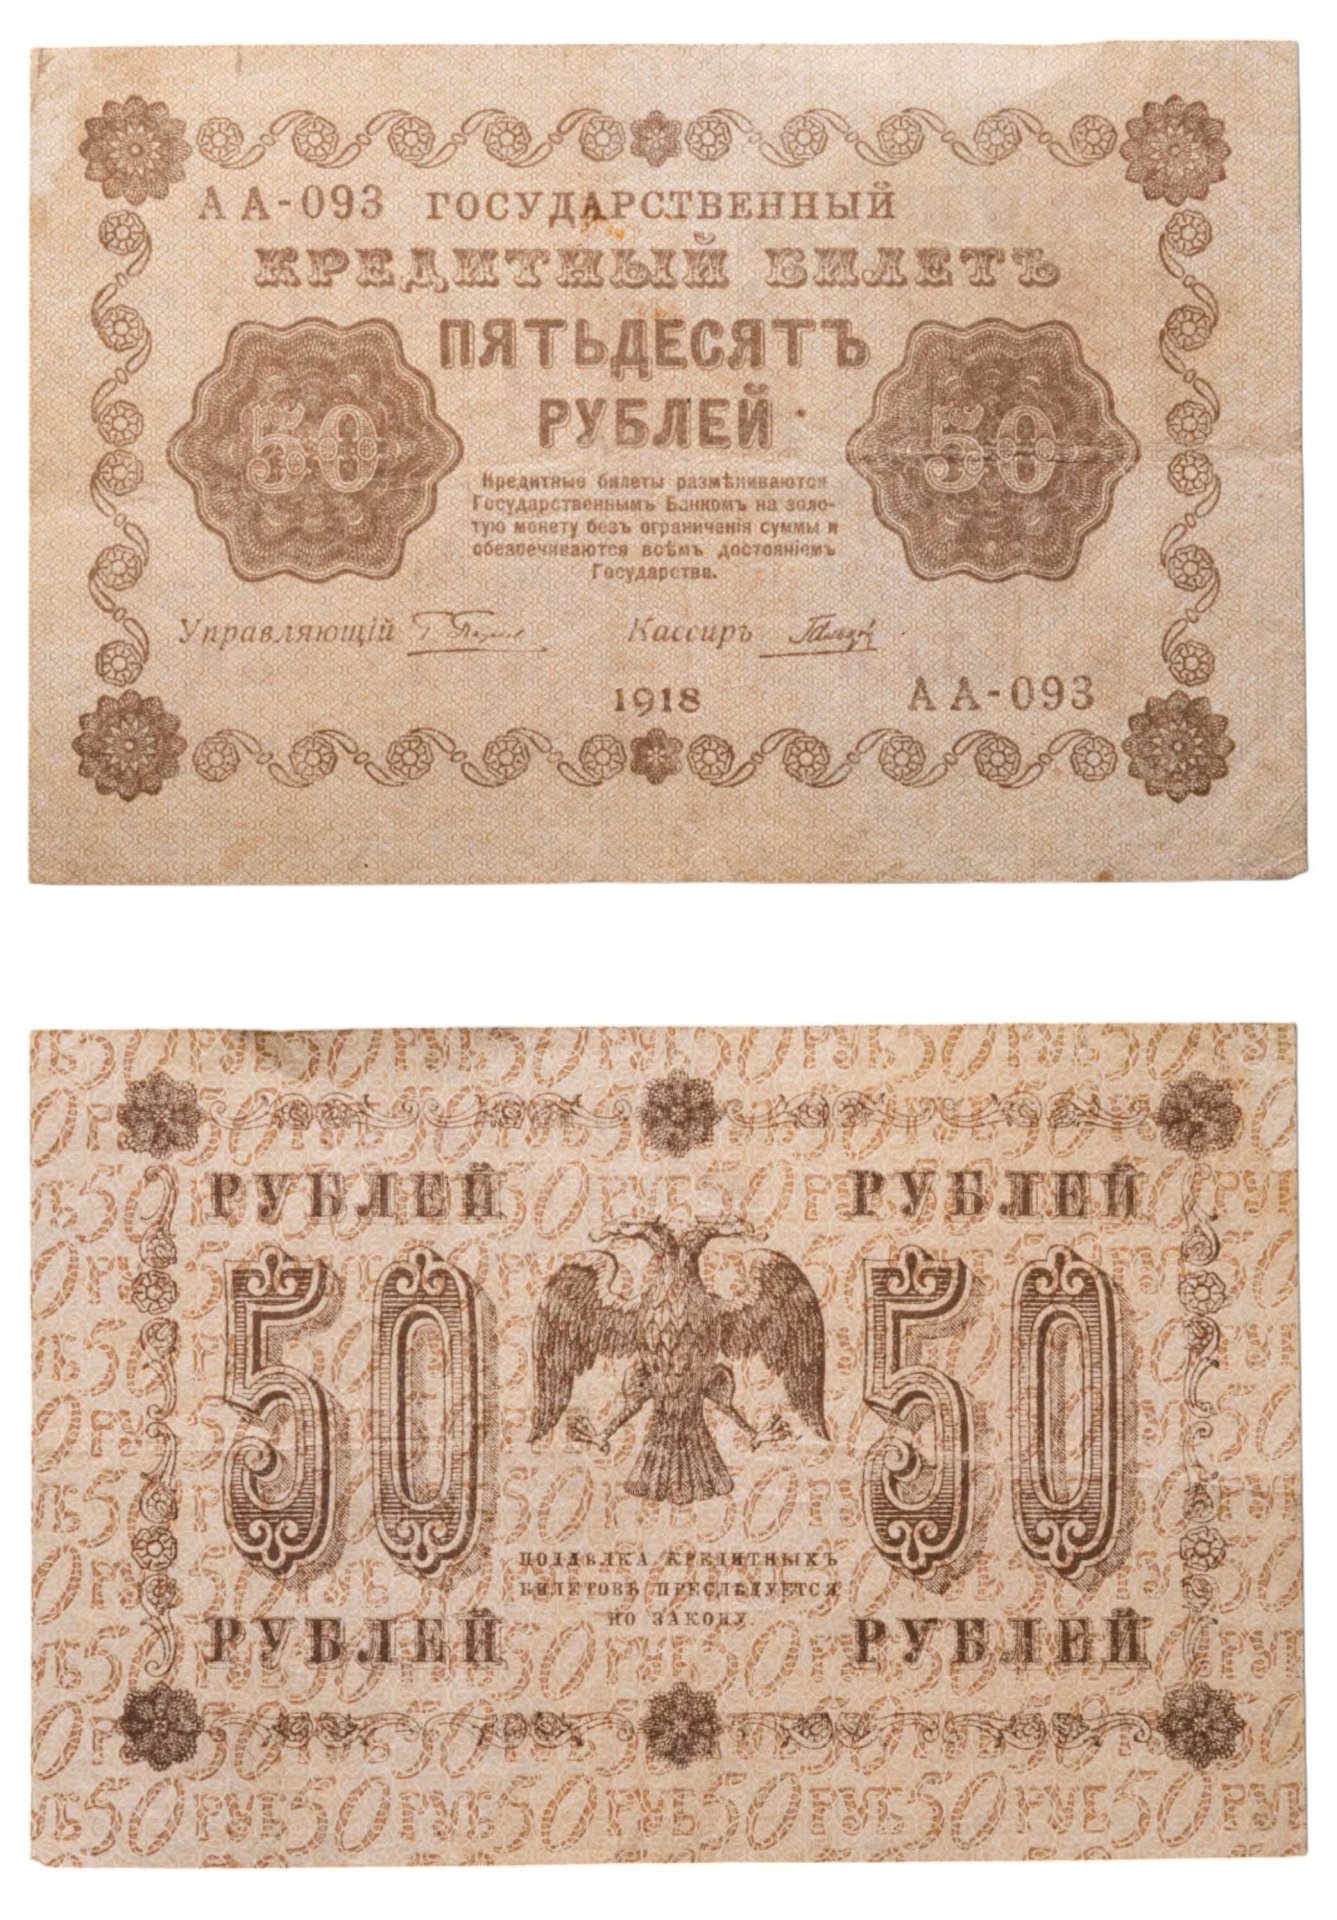 АА-093 ГОСУДАРСТВЕННЫЙ
КРЕДИТНЫЙ БИЛЕТЪ
ПЯТЬДЕСЯТЪ
РУБЛЕЙ
50
50
Кредитные билеты размѣниваются
Государственнымъ Банкомъ на золо-
тую монету безъ ограниченія суммы и
обезпечиваются всѣмъ достояніемъ
Государства.
Управляющій
Кассиръ
1918
АА-093
РУБЛЕЙ
РУБЛЕЙ
50
50
ПОДДѢЛКА КРЕДИТНЫХЪ
БИЛЕТОВЪ ПРЕСЛѢДУЕТСЯ
ПО ЗАКОНУ.
РУБЛЕЙ
РУБЛЕЙ